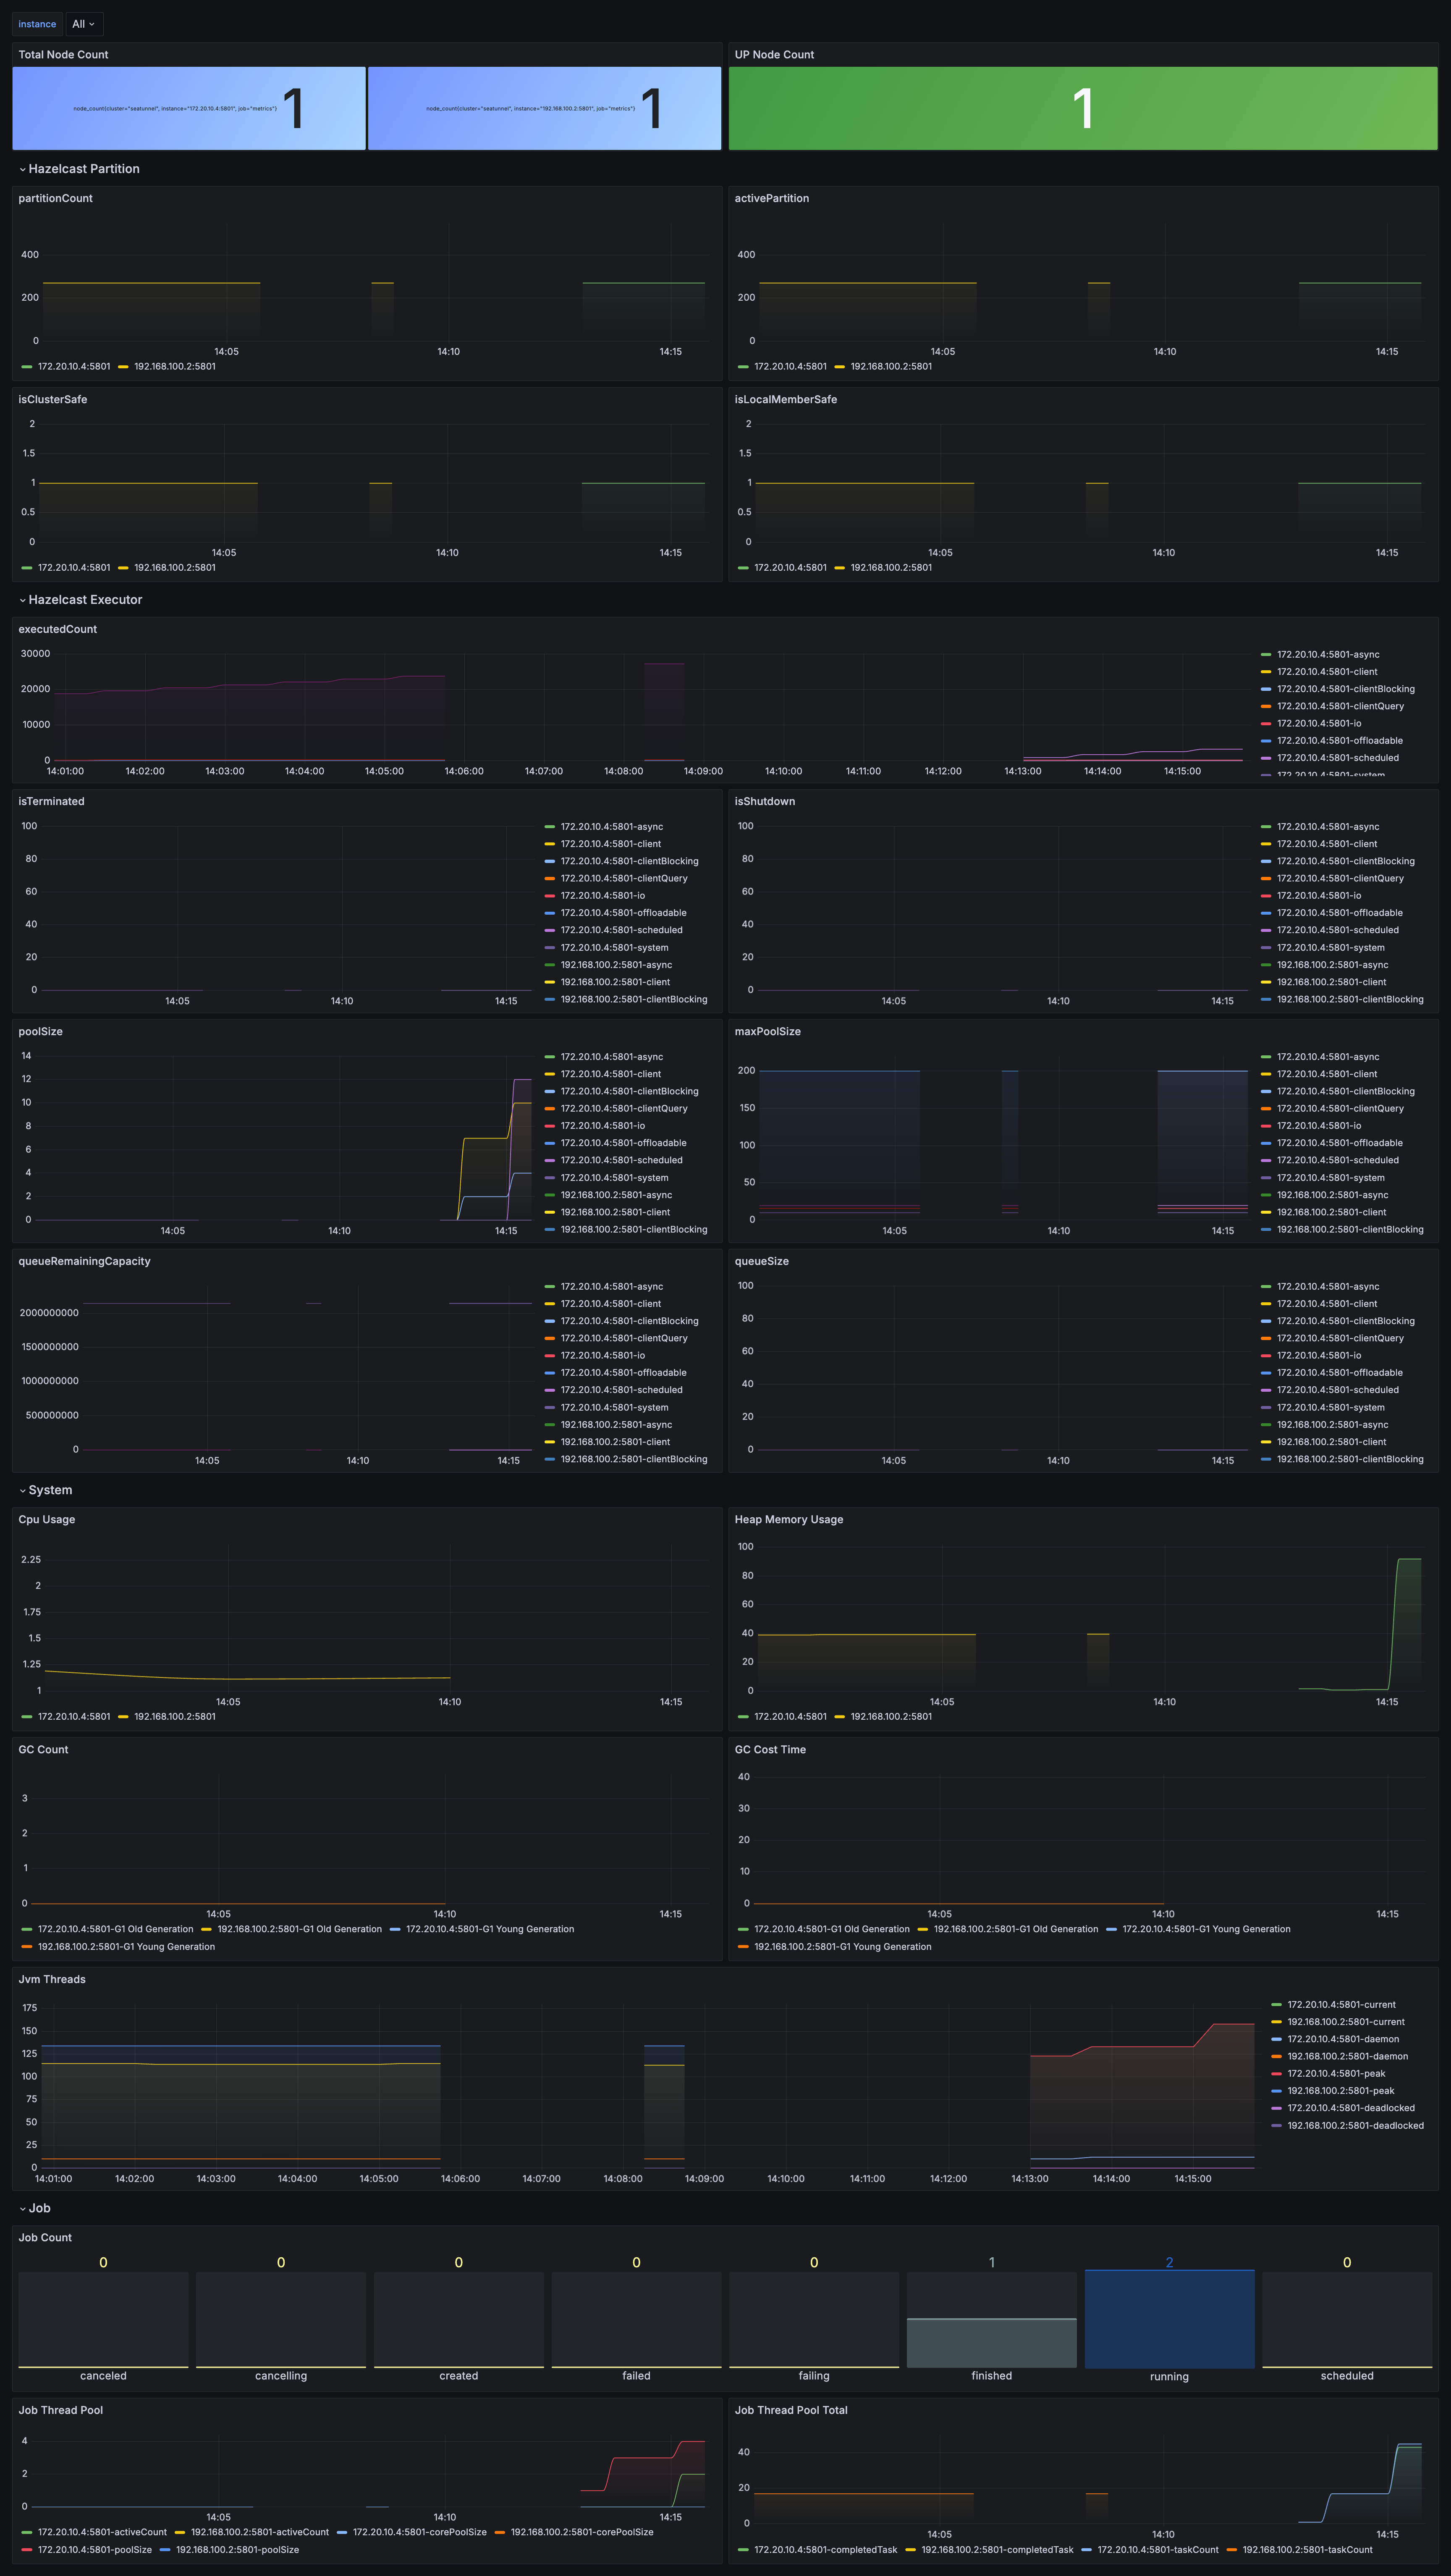 instance All
Total Node Count
node_count{cluster="seatunnel", instance="172.20.10.4:5801", job="metrics"} 1
node_count{cluster="seatunnel", instance="192.168.100.2:5801", job="metrics"} 1
UP Node Count
1
Hazelcast Partition
partitionCount
400
200
0
14:05 14:10 14:15
172.20.10.4:5801 192.168.100.2:5801
activePartition
400
200
0
14:05 14:10 14:15
172.20.10.4:5801 192.168.100.2:5801
isClusterSafe
2
1.5
1
0.5
0
14:05 14:10 14:15
172.20.10.4:5801 192.168.100.2:5801
isLocalMemberSafe
2
1.5
1
0.5
0
14:05 14:10 14:15
172.20.10.4:5801 192.168.100.2:5801
Hazelcast Executor
executedCount
30000
20000
10000
0
14:01:00 14:02:00 14:03:00 14:04:00 14:05:00 14:06:00 14:07:00 14:08:00 14:09:00 14:10:00 14:11:00 14:12:00 14:13:00 14:14:00 14:15:00
172.20.10.4:5801-async
172.20.10.4:5801-client
172.20.10.4:5801-clientBlocking
172.20.10.4:5801-clientQuery
172.20.10.4:5801-io
172.20.10.4:5801-offloadable
172.20.10.4:5801-scheduled
172.20.10.4:5801-system
isTerminated
100
80
60
40
20
0
14:05 14:10 14:15
172.20.10.4:5801-async
172.20.10.4:5801-client
172.20.10.4:5801-clientBlocking
172.20.10.4:5801-clientQuery
172.20.10.4:5801-io
172.20.10.4:5801-offloadable
172.20.10.4:5801-scheduled
172.20.10.4:5801-system
192.168.100.2:5801-async
192.168.100.2:5801-client
192.168.100.2:5801-clientBlocking
isShutdown
100
80
60
40
20
0
14:05 14:10 14:15
172.20.10.4:5801-async
172.20.10.4:5801-client
172.20.10.4:5801-clientBlocking
172.20.10.4:5801-clientQuery
172.20.10.4:5801-io
172.20.10.4:5801-offloadable
172.20.10.4:5801-scheduled
172.20.10.4:5801-system
192.168.100.2:5801-async
192.168.100.2:5801-client
192.168.100.2:5801-clientBlocking
poolSize
14
12
10
8
6
4
2
0
14:05 14:10 14:15
172.20.10.4:5801-async
172.20.10.4:5801-client
172.20.10.4:5801-clientBlocking
172.20.10.4:5801-clientQuery
172.20.10.4:5801-io
172.20.10.4:5801-offloadable
172.20.10.4:5801-scheduled
172.20.10.4:5801-system
192.168.100.2:5801-async
192.168.100.2:5801-client
192.168.100.2:5801-clientBlocking
maxPoolSize
200
150
100
50
0
14:05 14:10 14:15
172.20.10.4:5801-async
172.20.10.4:5801-client
172.20.10.4:5801-clientBlocking
172.20.10.4:5801-clientQuery
172.20.10.4:5801-io
172.20.10.4:5801-offloadable
172.20.10.4:5801-scheduled
172.20.10.4:5801-system
192.168.100.2:5801-async
192.168.100.2:5801-client
192.168.100.2:5801-clientBlocking
queueRemainingCapacity
2000000000
1500000000
1000000000
500000000
0
14:05 14:10 14:15
172.20.10.4:5801-async
172.20.10.4:5801-client
172.20.10.4:5801-clientBlocking
172.20.10.4:5801-clientQuery
172.20.10.4:5801-io
172.20.10.4:5801-offloadable
172.20.10.4:5801-scheduled
172.20.10.4:5801-system
192.168.100.2:5801-async
192.168.100.2:5801-client
192.168.100.2:5801-clientBlocking
queueSize
100
80
60
40
20
0
14:05 14:10 14:15
172.20.10.4:5801-async
172.20.10.4:5801-client
172.20.10.4:5801-clientBlocking
172.20.10.4:5801-clientQuery
172.20.10.4:5801-io
172.20.10.4:5801-offloadable
172.20.10.4:5801-scheduled
172.20.10.4:5801-system
192.168.100.2:5801-async
192.168.100.2:5801-client
192.168.100.2:5801-clientBlocking
System
Cpu Usage
2.25
2
1.75
1.5
1.25
1
14:05 14:10 14:15
172.20.10.4:5801 192.168.100.2:5801
Heap Memory Usage
100
80
60
40
20
0
14:05 14:10 14:15
172.20.10.4:5801 192.168.100.2:5801
GC Count
3
2
1
0
14:05 14:10 14:15
172.20.10.4:5801-G1 Old Generation 192.168.100.2:5801-G1 Old Generation 172.20.10.4:5801-G1 Young Generation
192.168.100.2:5801-G1 Young Generation
GC Cost Time
40
30
20
10
0
14:05 14:10 14:15
172.20.10.4:5801-G1 Old Generation 192.168.100.2:5801-G1 Old Generation 172.20.10.4:5801-G1 Young Generation
192.168.100.2:5801-G1 Young Generation
Jvm Threads
175
150
125
100
75
50
25
0
14:01:00 14:02:00 14:03:00 14:04:00 14:05:00 14:06:00 14:07:00 14:08:00 14:09:00 14:10:00 14:11:00 14:12:00 14:13:00 14:14:00 14:15:00
172.20.10.4:5801-current
192.168.100.2:5801-current
172.20.10.4:5801-daemon
192.168.100.2:5801-daemon
172.20.10.4:5801-peak
192.168.100.2:5801-peak
172.20.10.4:5801-deadlocked
192.168.100.2:5801-deadlocked
Job
Job Count
0 0 0 0 0 1 2 0
canceled cancelling created failed failing finished running scheduled
Job Thread Pool
4
2
0
14:05 14:10 14:15
172.20.10.4:5801-activeCount 192.168.100.2:5801-activeCount 172.20.10.4:5801-corePoolSize 192.168.100.2:5801-corePoolSize
172.20.10.4:5801-poolSize 192.168.100.2:5801-poolSize
Job Thread Pool Total
40
20
0
14:05 14:10 14:15
172.20.10.4:5801-completedTask 192.168.100.2:5801-completedTask 172.20.10.4:5801-taskCount 192.168.100.2:5801-taskCount